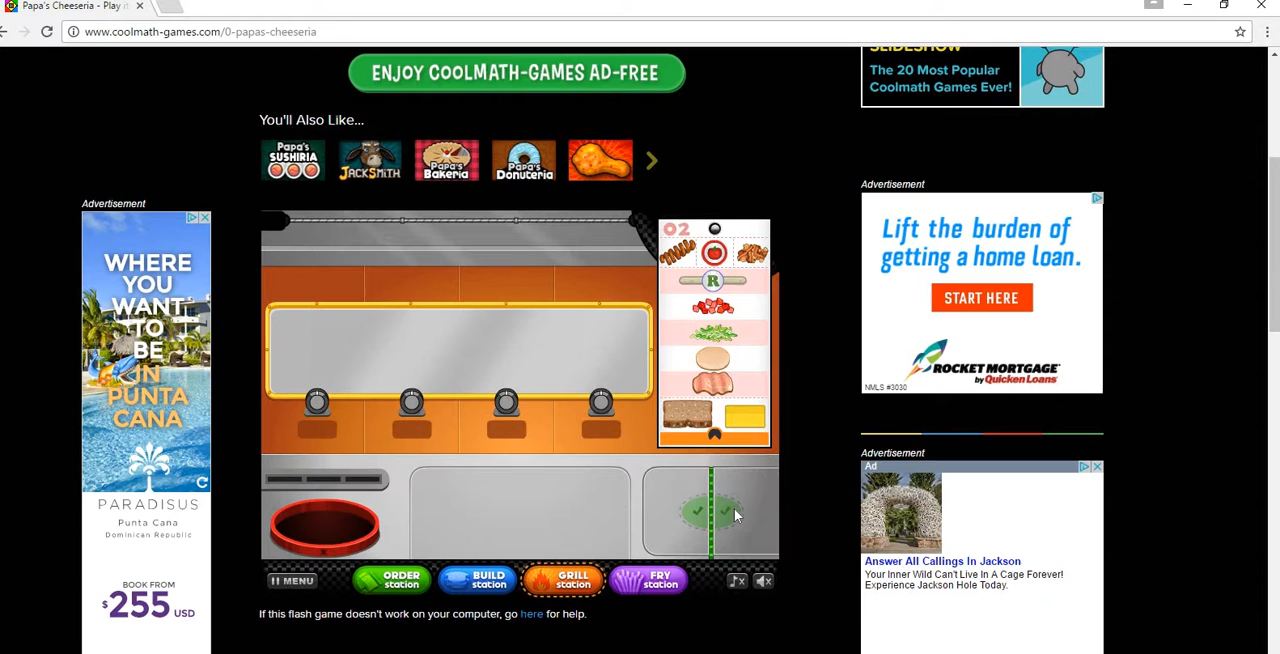 Papa's Cheeseria - Play it
www.coolmath-games.com/0-papas-cheeseria
ENJOY COOLMATH-GAMES AD-FREE
SLIDESHOW
The 20 Most Popular
Coolmath Games Ever!
You'll Also Like...
PAPA'S
SUSHIRIA
JACKSMITH
PAPA'S
Bakeria
PAPA'S
DONUTERIA
Advertisement
WHERE
YOU
WANT
TO
BE
IN
PUNTA
CANA
PARADISUS
Punta Cana
Dominican Republic
BOOK FROM
$255 USD
02
R
MENU
ORDER
station
BUILD
station
GRILL
station
FRY
station
If this flash game doesn't work on your computer, go here for help.
Advertisement
Lift the burden of
getting a home loan.
START HERE
ROCKET MORTGAGE
by Quicken Loans
NMLS #3030
Advertisement
Ad
Answer All Callings In Jackson
Your Inner Wild Can't Live In A Cage Forever!
Experience Jackson Hole Today.